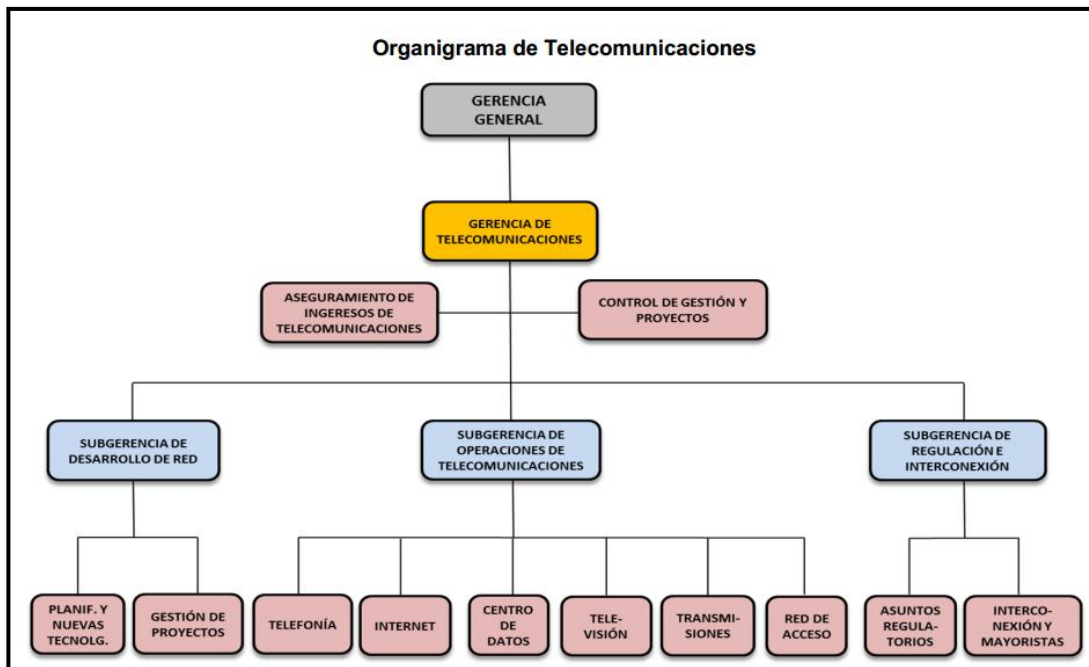 Organigrama de Telecomunicaciones
GERENCIA
GENERAL
GERENCIA DE
TELECOMUNICACIONES
ASEGURAMIENTO DE
INGERESOS DE
TELECOMUNICACIONES
CONTROL DE GESTIÓN Y
PROYECTOS
SUBGERENCIA DE
DESARROLLO DE RED
SUBGERENCIA DE
OPERACIONES DE
TELECOMUNICACIONES
SUBGERENCIA DE
REGULACIÓN E
INTERCONEXIÓN
PLANIF. Y
NUEVAS
TECNOLG.
GESTIÓN DE
PROYECTOS
TELEFONÍA
INTERNET
CENTRO
DE
DATOS
TELE-
VISIÓN
TRANSMI-
SIONES
RED DE
ACCESO
ASUNTOS
REGULA-
TORIOS
INTERCO-
NEXIÓN Y
MAYORISTAS